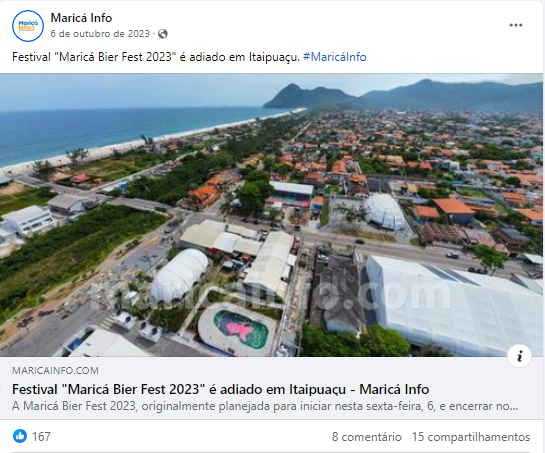 Maricá Info
6 de outubro de 2023 ·
Festival "Maricá Bier Fest 2023" é adiado em Itaipuaçu. #MaricáInfo
maricainfo.com
MARICAINFO.COM
Festival "Maricá Bier Fest 2023" é adiado em Itaipuaçu - Maricá Info
A Maricá Bier Fest 2023, originalmente planejada para iniciar nesta sexta-feira, 6, e encerrar no...
167
8 comentário 15 compartilhamentos